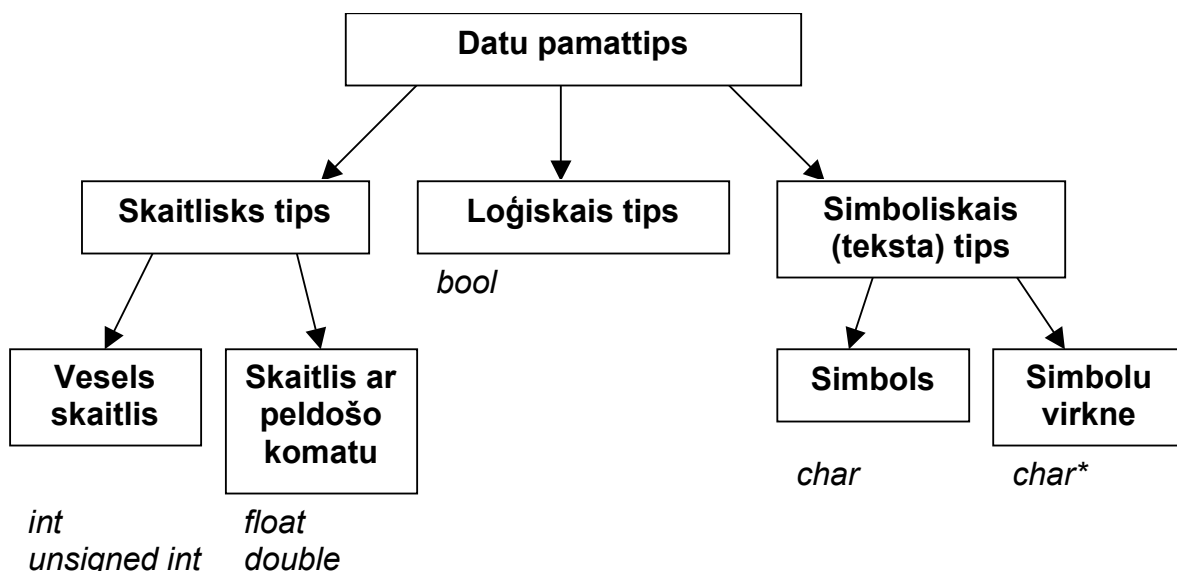 Datu pamattips
Skaitlisks tips
Loģiskais tips
bool
Simboliskais
(teksta) tips
Vesels
skaitlis
int
unsigned int
Skaitlis ar
peldošo
komatu
float
double
Simbols
char
Simbolu
virkne
char*